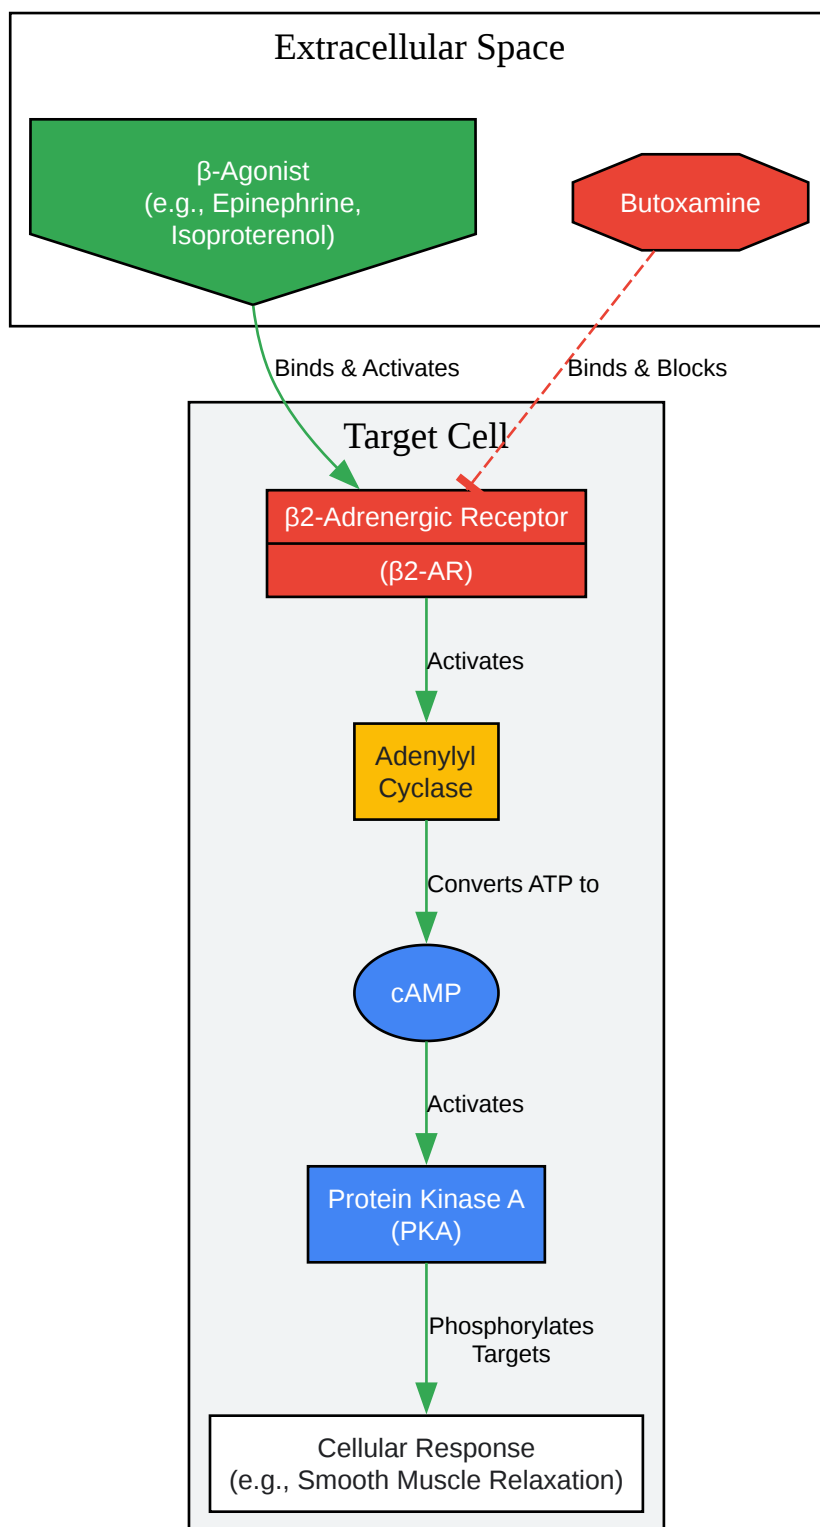 Extracellular Space
β-Agonist
(e.g., Epinephrine,
Isoproterenol)
Butoxamine
Binds & Activates
Binds & Blocks
Target Cell
β2-Adrenergic Receptor
(β2-AR)
Activates
Adenylyl
Cyclase
Converts ATP to
cAMP
Activates
Protein Kinase A
(PKA)
Phosphorylates
Targets
Cellular Response
(e.g., Smooth Muscle Relaxation)